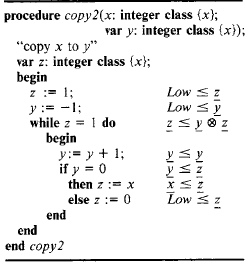 procedure copy2(x: integer class {x};
var y: integer class {x});
“copy x to y”
var z: integer class {x};
begin
z := 1; Low ≤ z
y := −1; Low ≤ y
while z = 1 do z ≤ y ⊗ z
begin
y:= y + 1; y ≤ y
if y = 0 y ≤ z
then z := x x ≤ z
else z := 0 Low ≤ z
end
end
end copy2